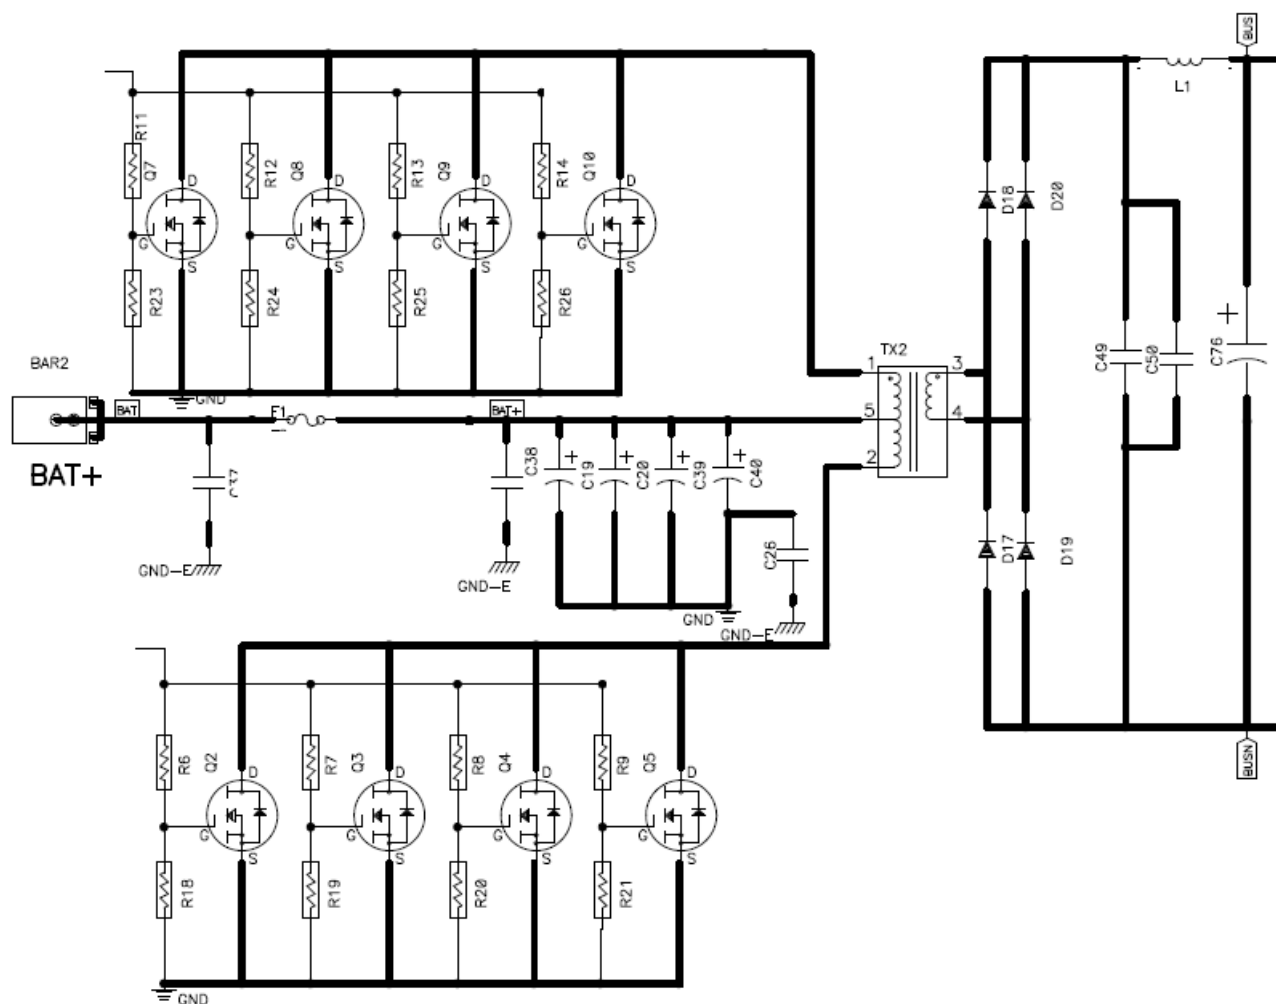 BUS
L1
R11
Q7
D
G
S
R23
R12
Q8
D
G
S
R24
R13
Q9
D
G
S
R25
R14
Q10
D
G
S
R26
D18
D20
C49
C50
+
C76
BAR2
BAT+
BAT
GND
F1
BAT+
TX2
1
5
2
3
4
C37
GND-E
C38
GND-E
+
C19
+
C20
+
C39
+
C40
GND
C26
GND-E
D17
D19
BUSN
R6
Q2
D
G
S
R18
R7
Q3
D
G
S
R19
R8
Q4
D
G
S
R20
R9
Q5
D
G
S
R21
GND